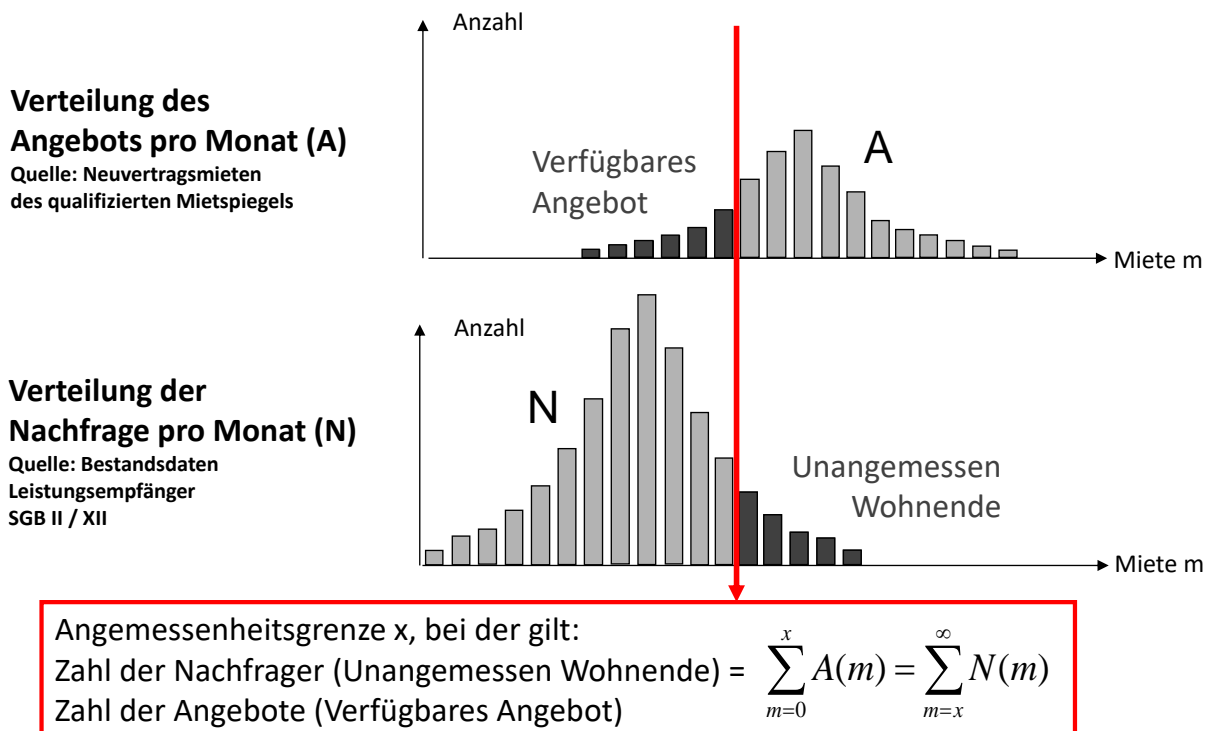 Anzahl
Verteilung des
Angebots pro Monat (A)
Quelle: Neuvertragsmieten
des qualifizierten Mietspiegels
Verfügbares
Angebot
A
Miete m
Anzahl
Verteilung der
Nachfrage pro Monat (N)
Quelle: Bestandsdaten
Leistungsempfänger
SGB II / XII
N
Unangemessen
Wohnende
Miete m
Angemessenheitsgrenze x, bei der gilt:
Zahl der Nachfrager (Unangemessen Wohnende) =
Zahl der Angebote (Verfügbares Angebot)
x ∞
∑ A(m) = ∑ N(m)
m=0 m=x